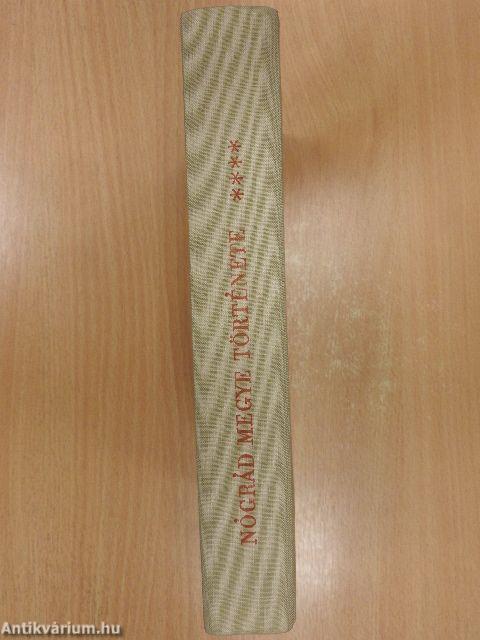 NÓGRÁD MEGYE TÖRTÉNETE ****
Antikvárium.hu